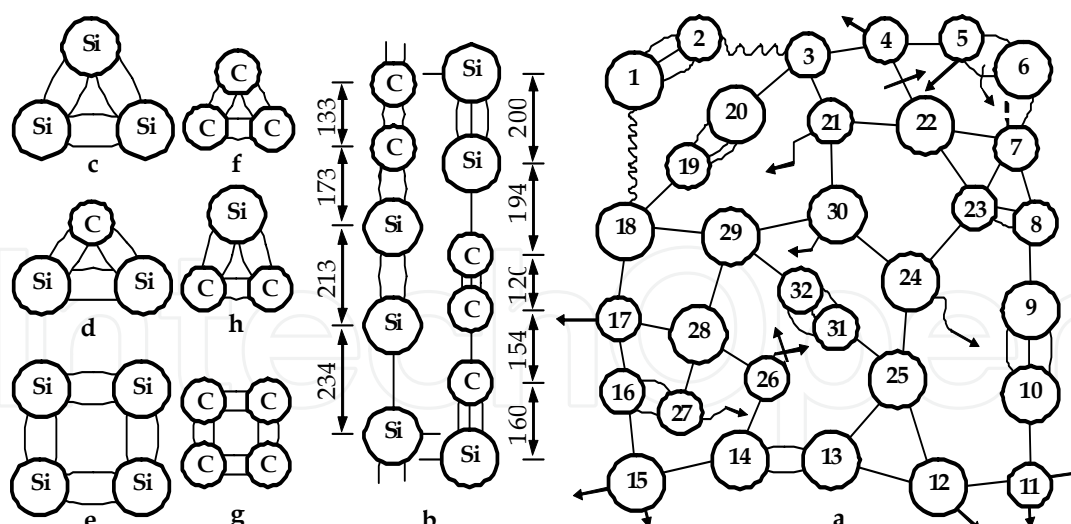 Si
Si
Si
c
C
C
C
f
C
Si
Si
d
Si
C
C
h
Si
Si
Si
Si
e
C
C
C
C
g
133
173
213
234
C
C
Si
Si
Si
Si
Si
C
C
C
Si
200
194
120
154
160
b
1
2
3
4
5
6
20
21
22
7
19
23
8
18
29
30
24
32
9
17
28
31
26
25
16
27
10
15
14
13
12
11
a
IntechOpen